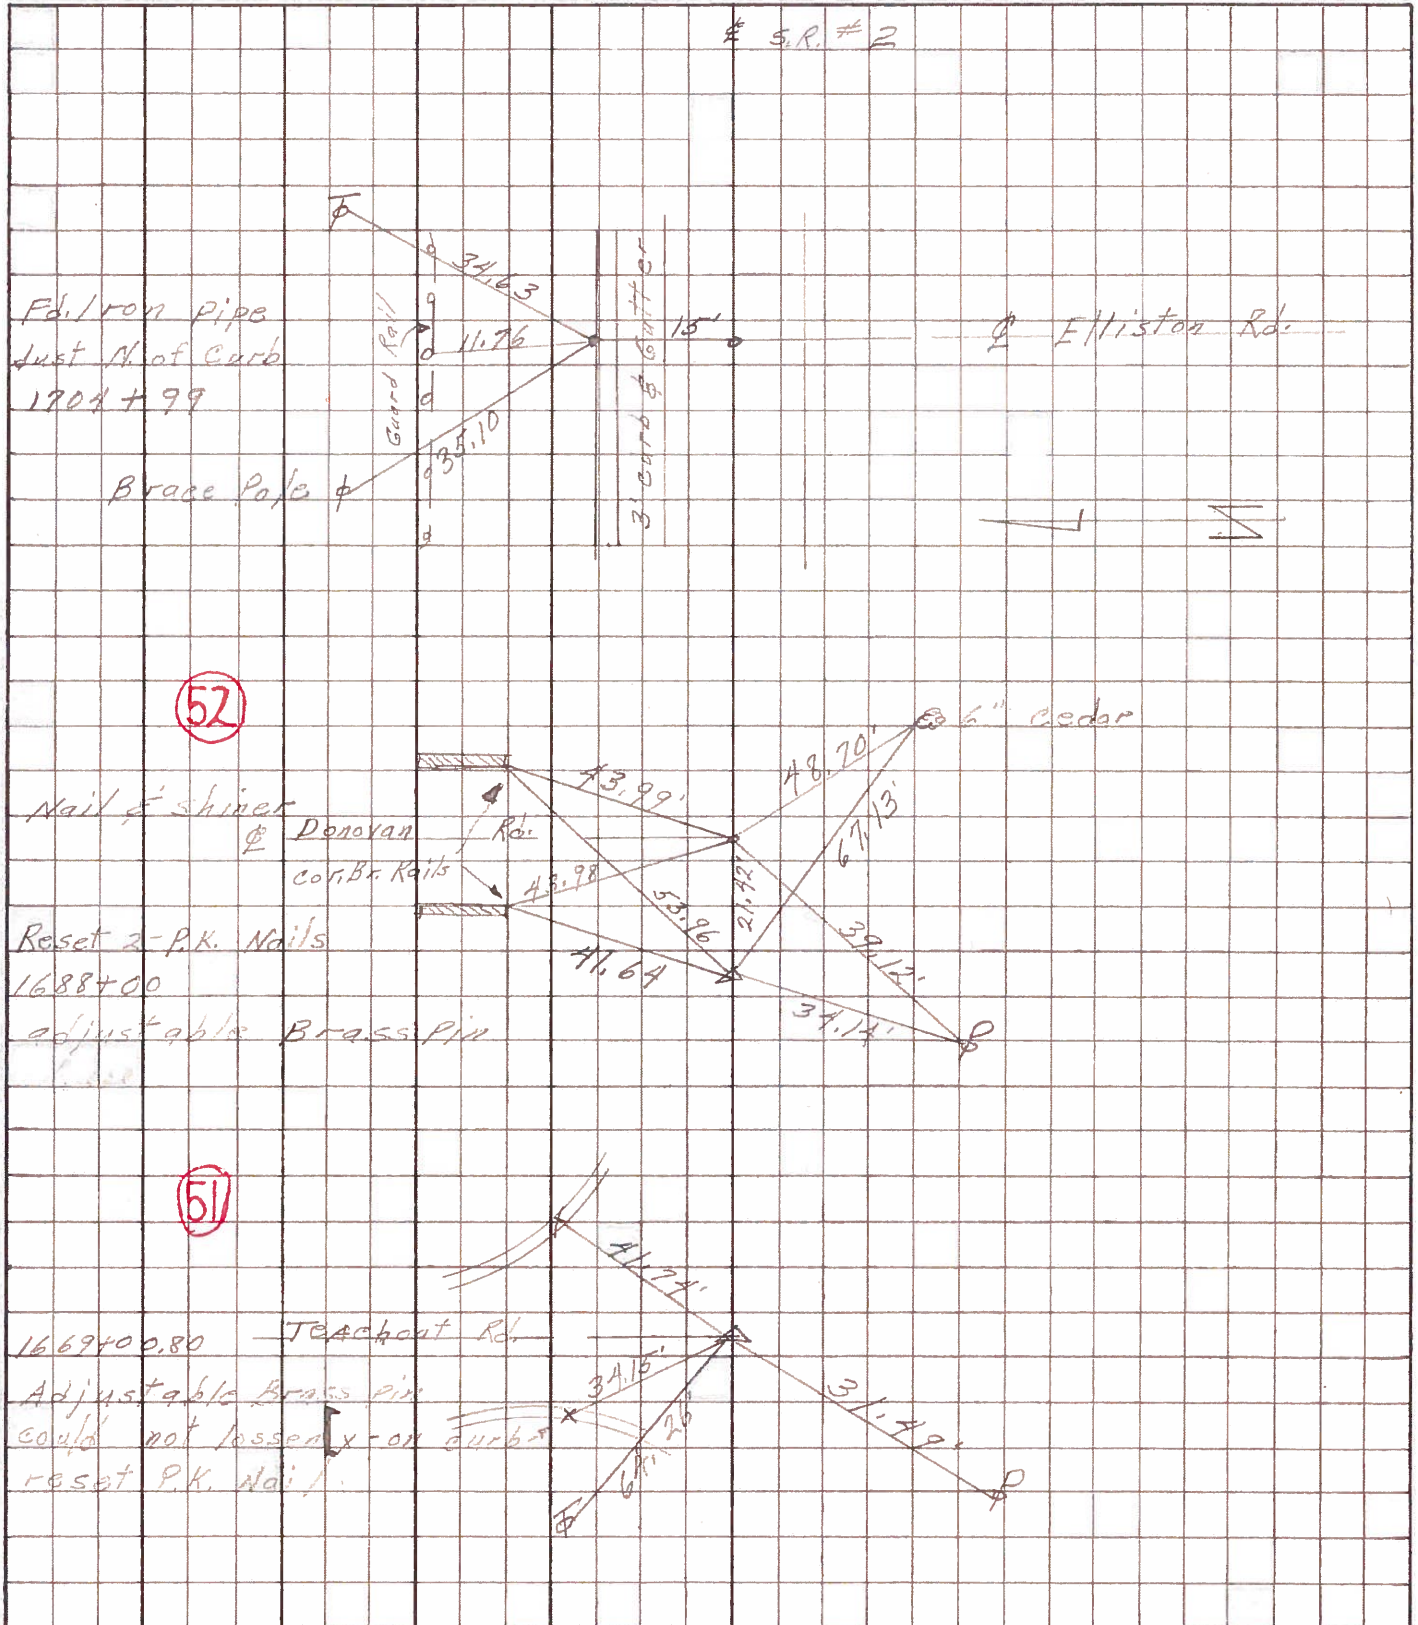 ℄ S.R. # 2
34.63
Fd. Iron pipe
Just N. of Curb
1704 + 99
Guard Rail
11.76
3' curb & Gutter
15'
℄ Elliston Rd.
35.10
Brace Pole
N
52
6" cedar
48.70'
43.99'
67.13'
Nail & shiner
℄ Donovan Rd.
cor. Br. Rails
43.98
53.96
21.42'
39.12'
Reset 2-P.K. Nails
41.64
1688+00
34.14'
adjustable Brass Pin
51
41.74'
1669+00.80
Teachout Rd.
34.15'
Adjustable Brass pin
could not lossen
x-on curbs
reset P.K. Nail
31.49'